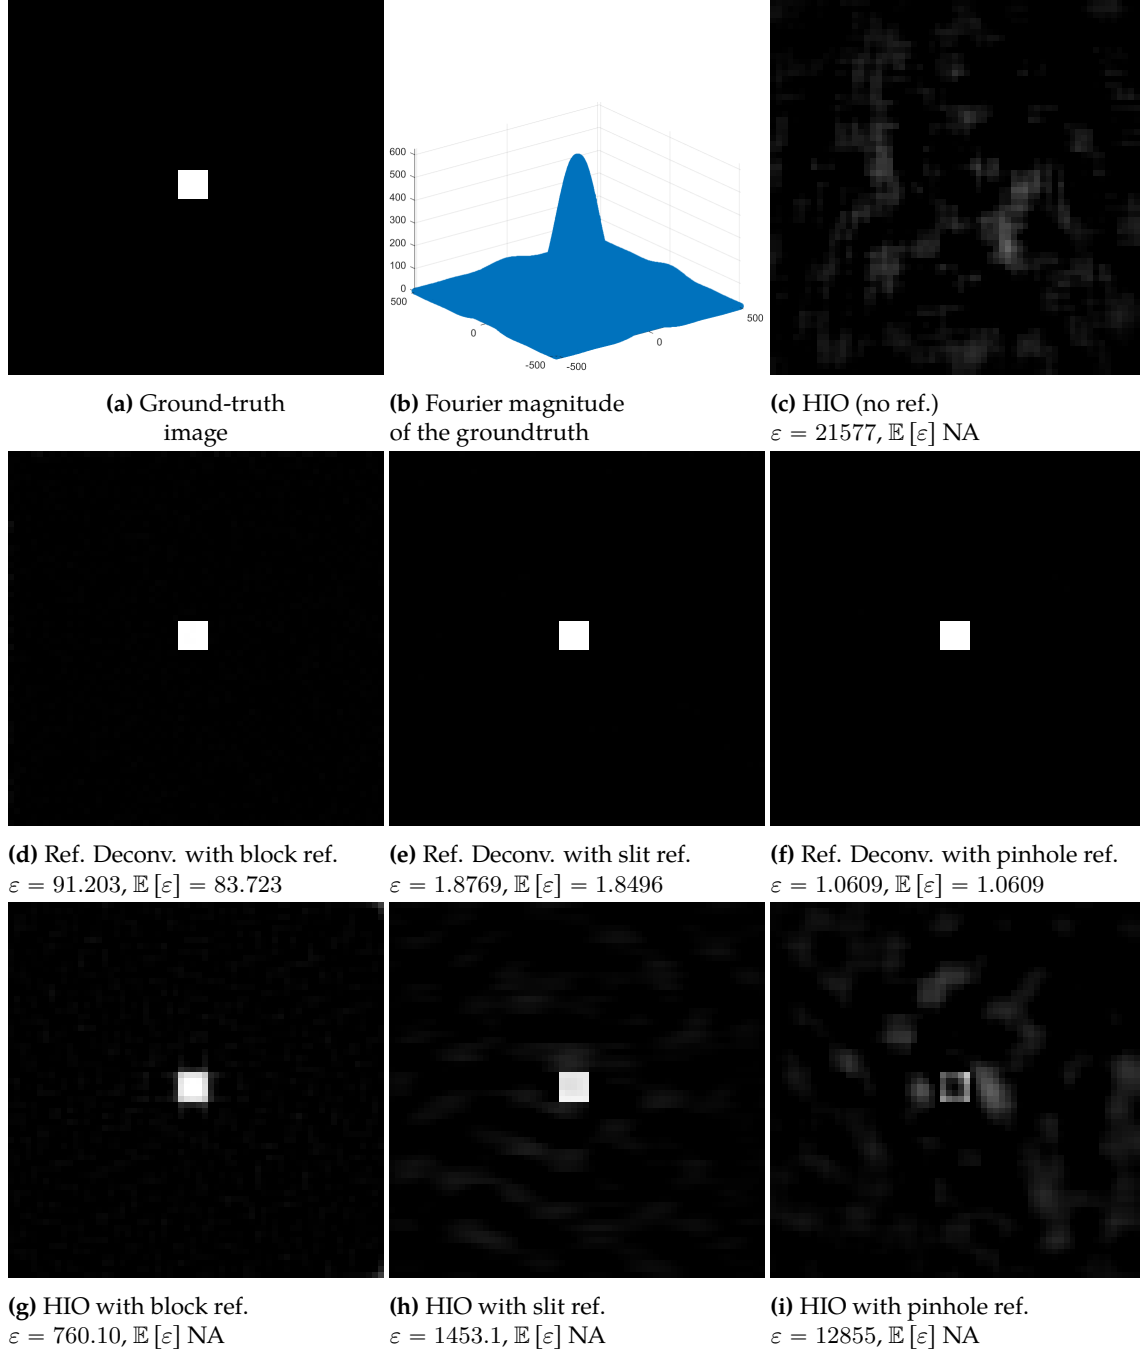 600
500
400
300
200
100
0
500
0
-500
-500
0
500
(a) Ground-truth
image
(b) Fourier magnitude
of the groundtruth
(c) HIO (no ref.)
ε = 21577, 𝔼 [ε] NA
(d) Ref. Deconv. with block ref.
ε = 91.203, 𝔼 [ε] = 83.723
(e) Ref. Deconv. with slit ref.
ε = 1.8769, 𝔼 [ε] = 1.8496
(f) Ref. Deconv. with pinhole ref.
ε = 1.0609, 𝔼 [ε] = 1.0609
(g) HIO with block ref.
ε = 760.10, 𝔼 [ε] NA
(h) HIO with slit ref.
ε = 1453.1, 𝔼 [ε] NA
(i) HIO with pinhole ref.
ε = 12855, 𝔼 [ε] NA